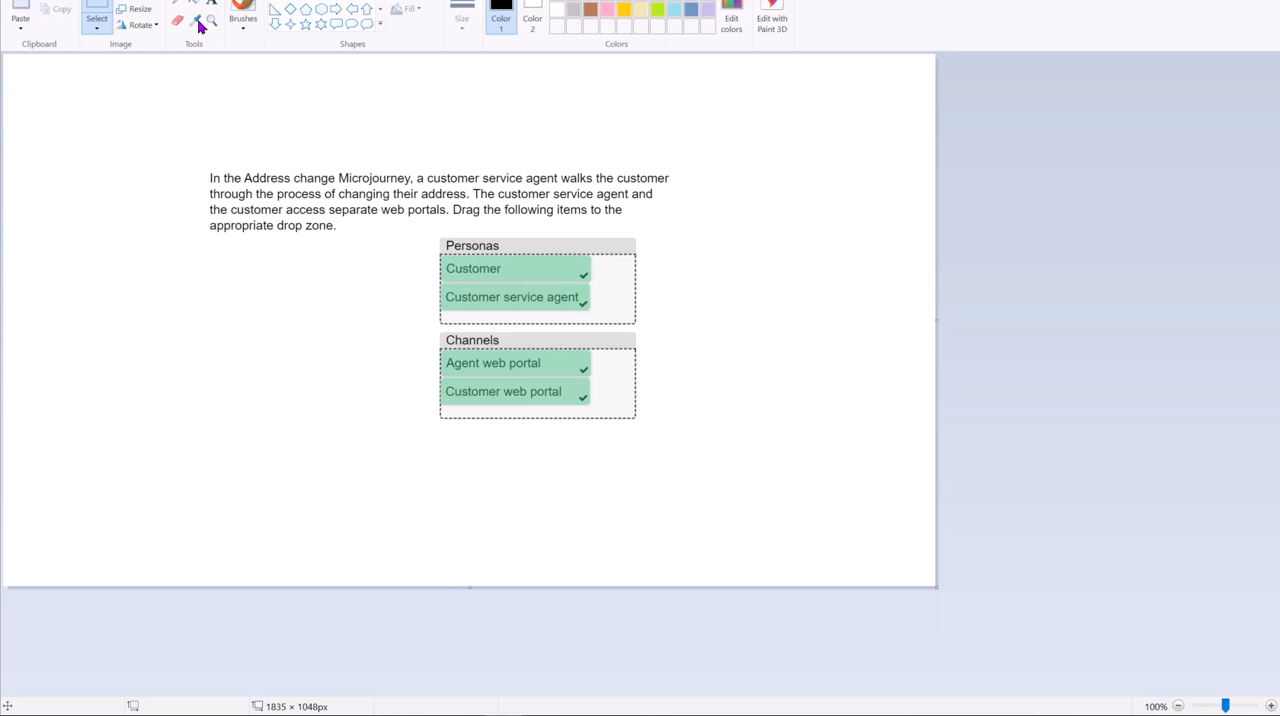 Paste
Copy
Clipboard
Select
Resize
Rotate
Image
A
Tools
Brushes
Fill
Shapes
Size
Color
1
Color
2
Edit
colors
Colors
Edit with
Paint 3D
In the Address change Microjourney, a customer service agent walks the customer
through the process of changing their address. The customer service agent and
the customer access separate web portals. Drag the following items to the
appropriate drop zone.
Personas
Customer
Customer service agent
Channels
Agent web portal
Customer web portal
1835 × 1048px
100%